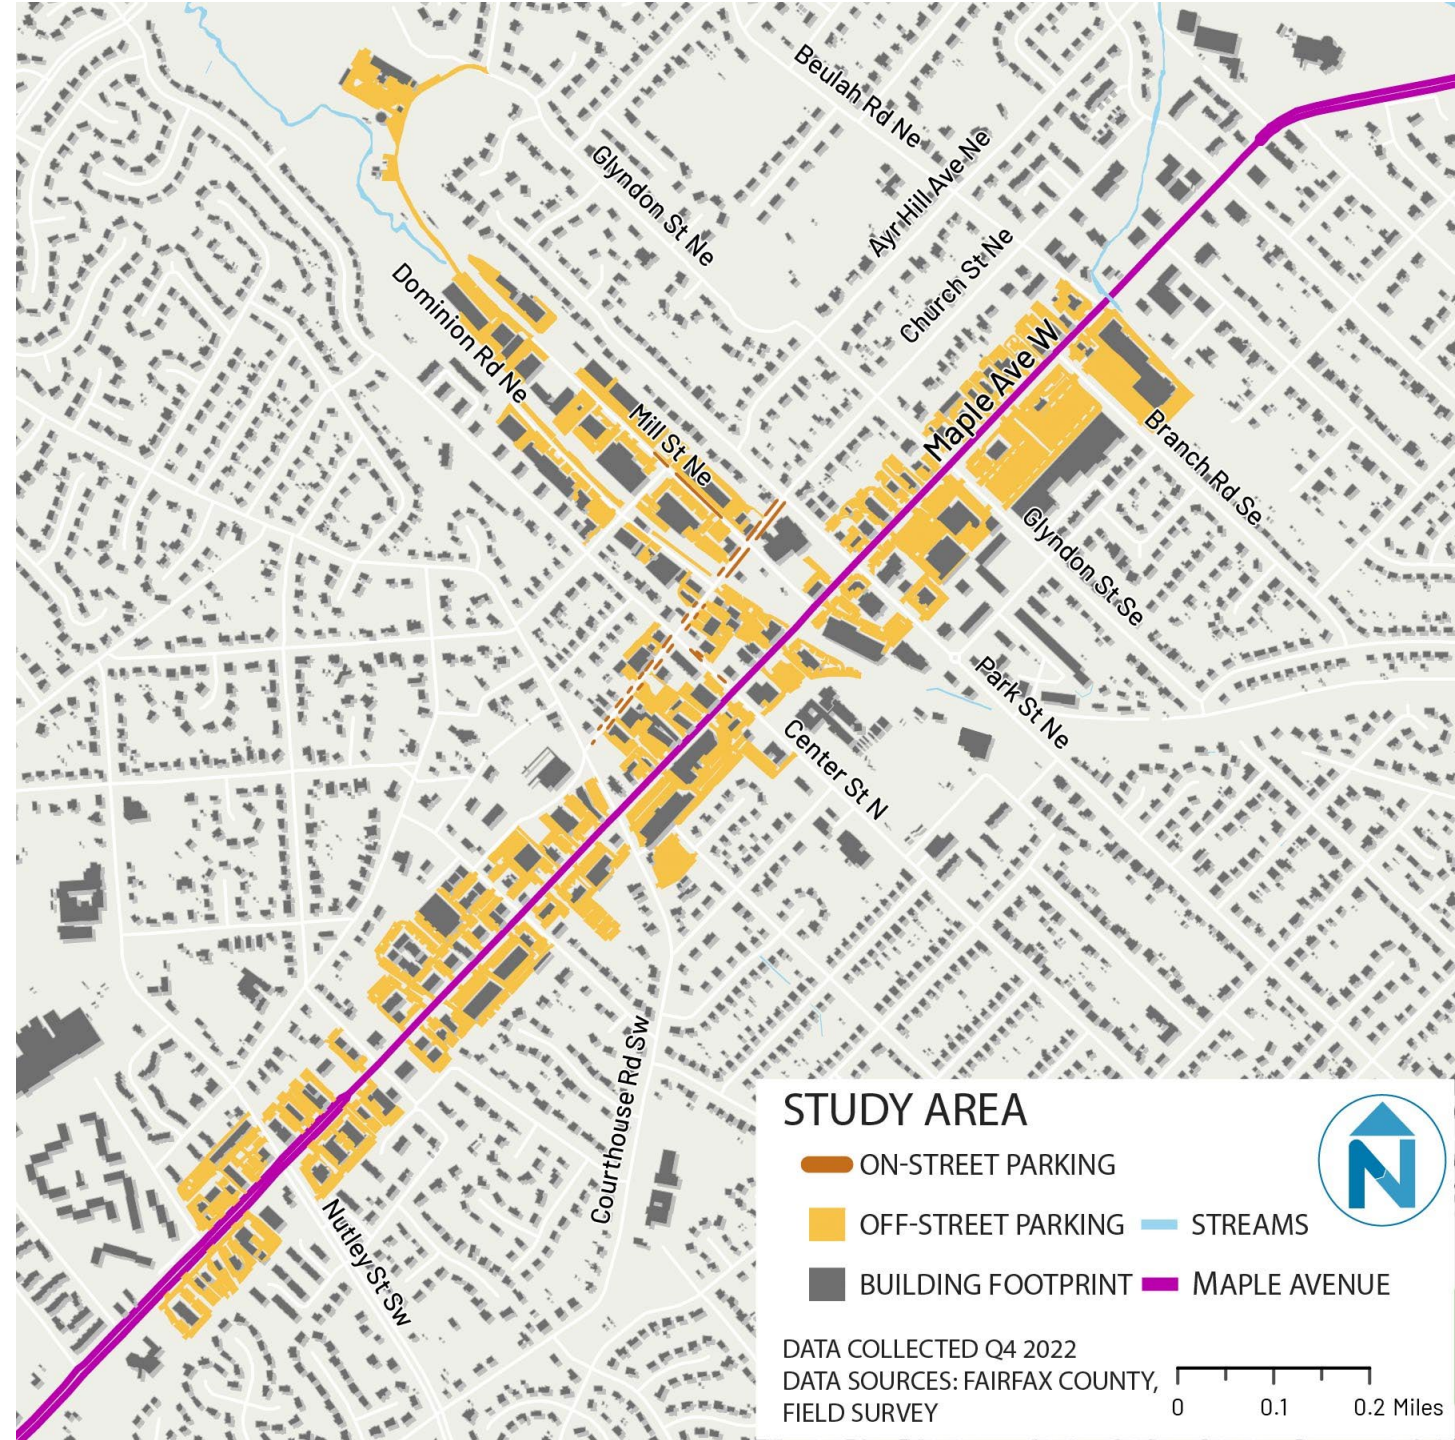 Beulah Rd Ne
Glyndon St Ne
Ayr Hill Ave Ne
Church St Ne
Dominion Rd Ne
Maple Ave W
Mill St Ne
Branch Rd Se
Glyndon St Se
Park St Ne
Center St N
Courthouse Rd Sw
Nutley St Sw
STUDY AREA
ON-STREET PARKING
OFF-STREET PARKING
STREAMS
BUILDING FOOTPRINT
MAPLE AVENUE
N
DATA COLLECTED Q4 2022
DATA SOURCES: FAIRFAX COUNTY,
FIELD SURVEY
0 0.1 0.2 Miles